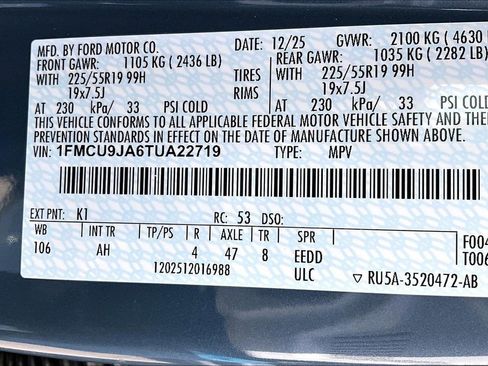 MFD. BY FORD MOTOR CO. DATE: 12/25 GVWR: 2100 KG ( 4630
FRONT GAWR: 1105 KG ( 2436 LB) REAR GAWR: 1035 KG ( 2282 LB)
WITH 225/55R19 99H TIRES WITH 225/55R19 99H
19x7.5J RIMS 19x7.5J
AT 230 kPa/ 33 PSI COLD AT 230 kPa/ 33 PSI COLD
THIS VEHICLE CONFORMS TO ALL APPLICABLE FEDERAL MOTOR VEHICLE SAFETY AND THEFT
PREVENTION STANDARDS IN EFFECT ON THE DATE OF MANUFACTURE SHOWN ABOVE.
VIN: 1FMCU9JA6TUA22719 TYPE: MPV
EXT PNT: K1 RC: 53 DSO:
WB INT TR TP/PS R AXLE TR SPR F004
106 AH 4 47 8 EEDD T006
1202512016988 ULC ▽ RU5A-3520472-AB